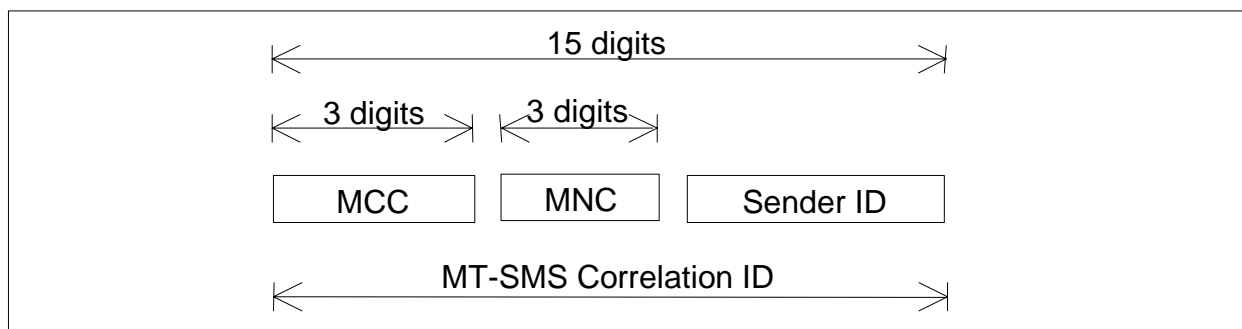 15 digits
3 digits 3 digits
MCC MNC Sender ID
MT-SMS Correlation ID